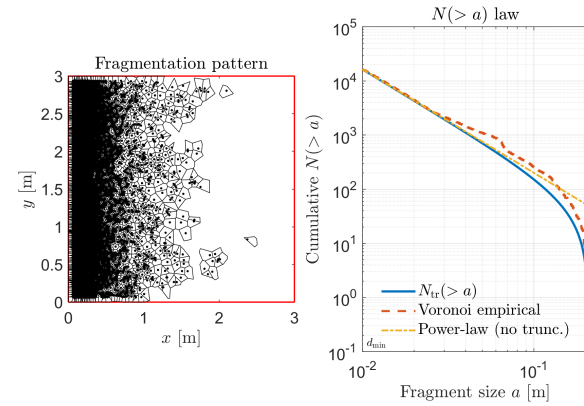 Fragmentation pattern
3
2.5
2
1.5
1
0.5
0
y [m]
0 1 2 3
x [m]
N(> a) law
10^5
10^4
10^3
10^2
10^1
10^0
10^-1
Cumulative N(> a)
N_tr(> a)
Voronoi empirical
Power-law (no trunc.)
d_min
10^-2 10^-1
Fragment size a [m]